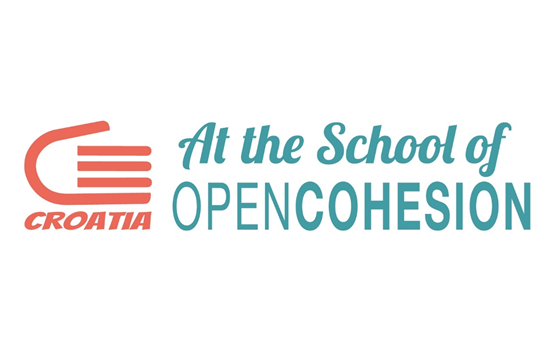 At the School of
OPENCOHESION
CROATIA